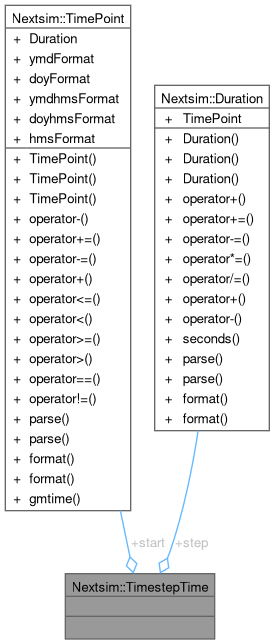 Nextsim::TimePoint
+ Duration
+ ymdFormat
+ doyFormat
+ ymdhmsFormat
+ doyhmsFormat
+ hmsFormat
+ TimePoint()
+ TimePoint()
+ TimePoint()
+ operator-()
+ operator+=()
+ operator-=()
+ operator+()
+ operator<=()
+ operator<()
+ operator>=()
+ operator>()
+ operator==()
+ operator!=()
+ parse()
+ parse()
+ format()
+ format()
+ gmtime()
Nextsim::Duration
+ TimePoint
+ Duration()
+ Duration()
+ Duration()
+ operator+()
+ operator+=()
+ operator-=()
+ operator*=()
+ operator/=()
+ operator+()
+ operator-()
+ seconds()
+ parse()
+ parse()
+ format()
+ format()
+start
+step
Nextsim::TimestepTime